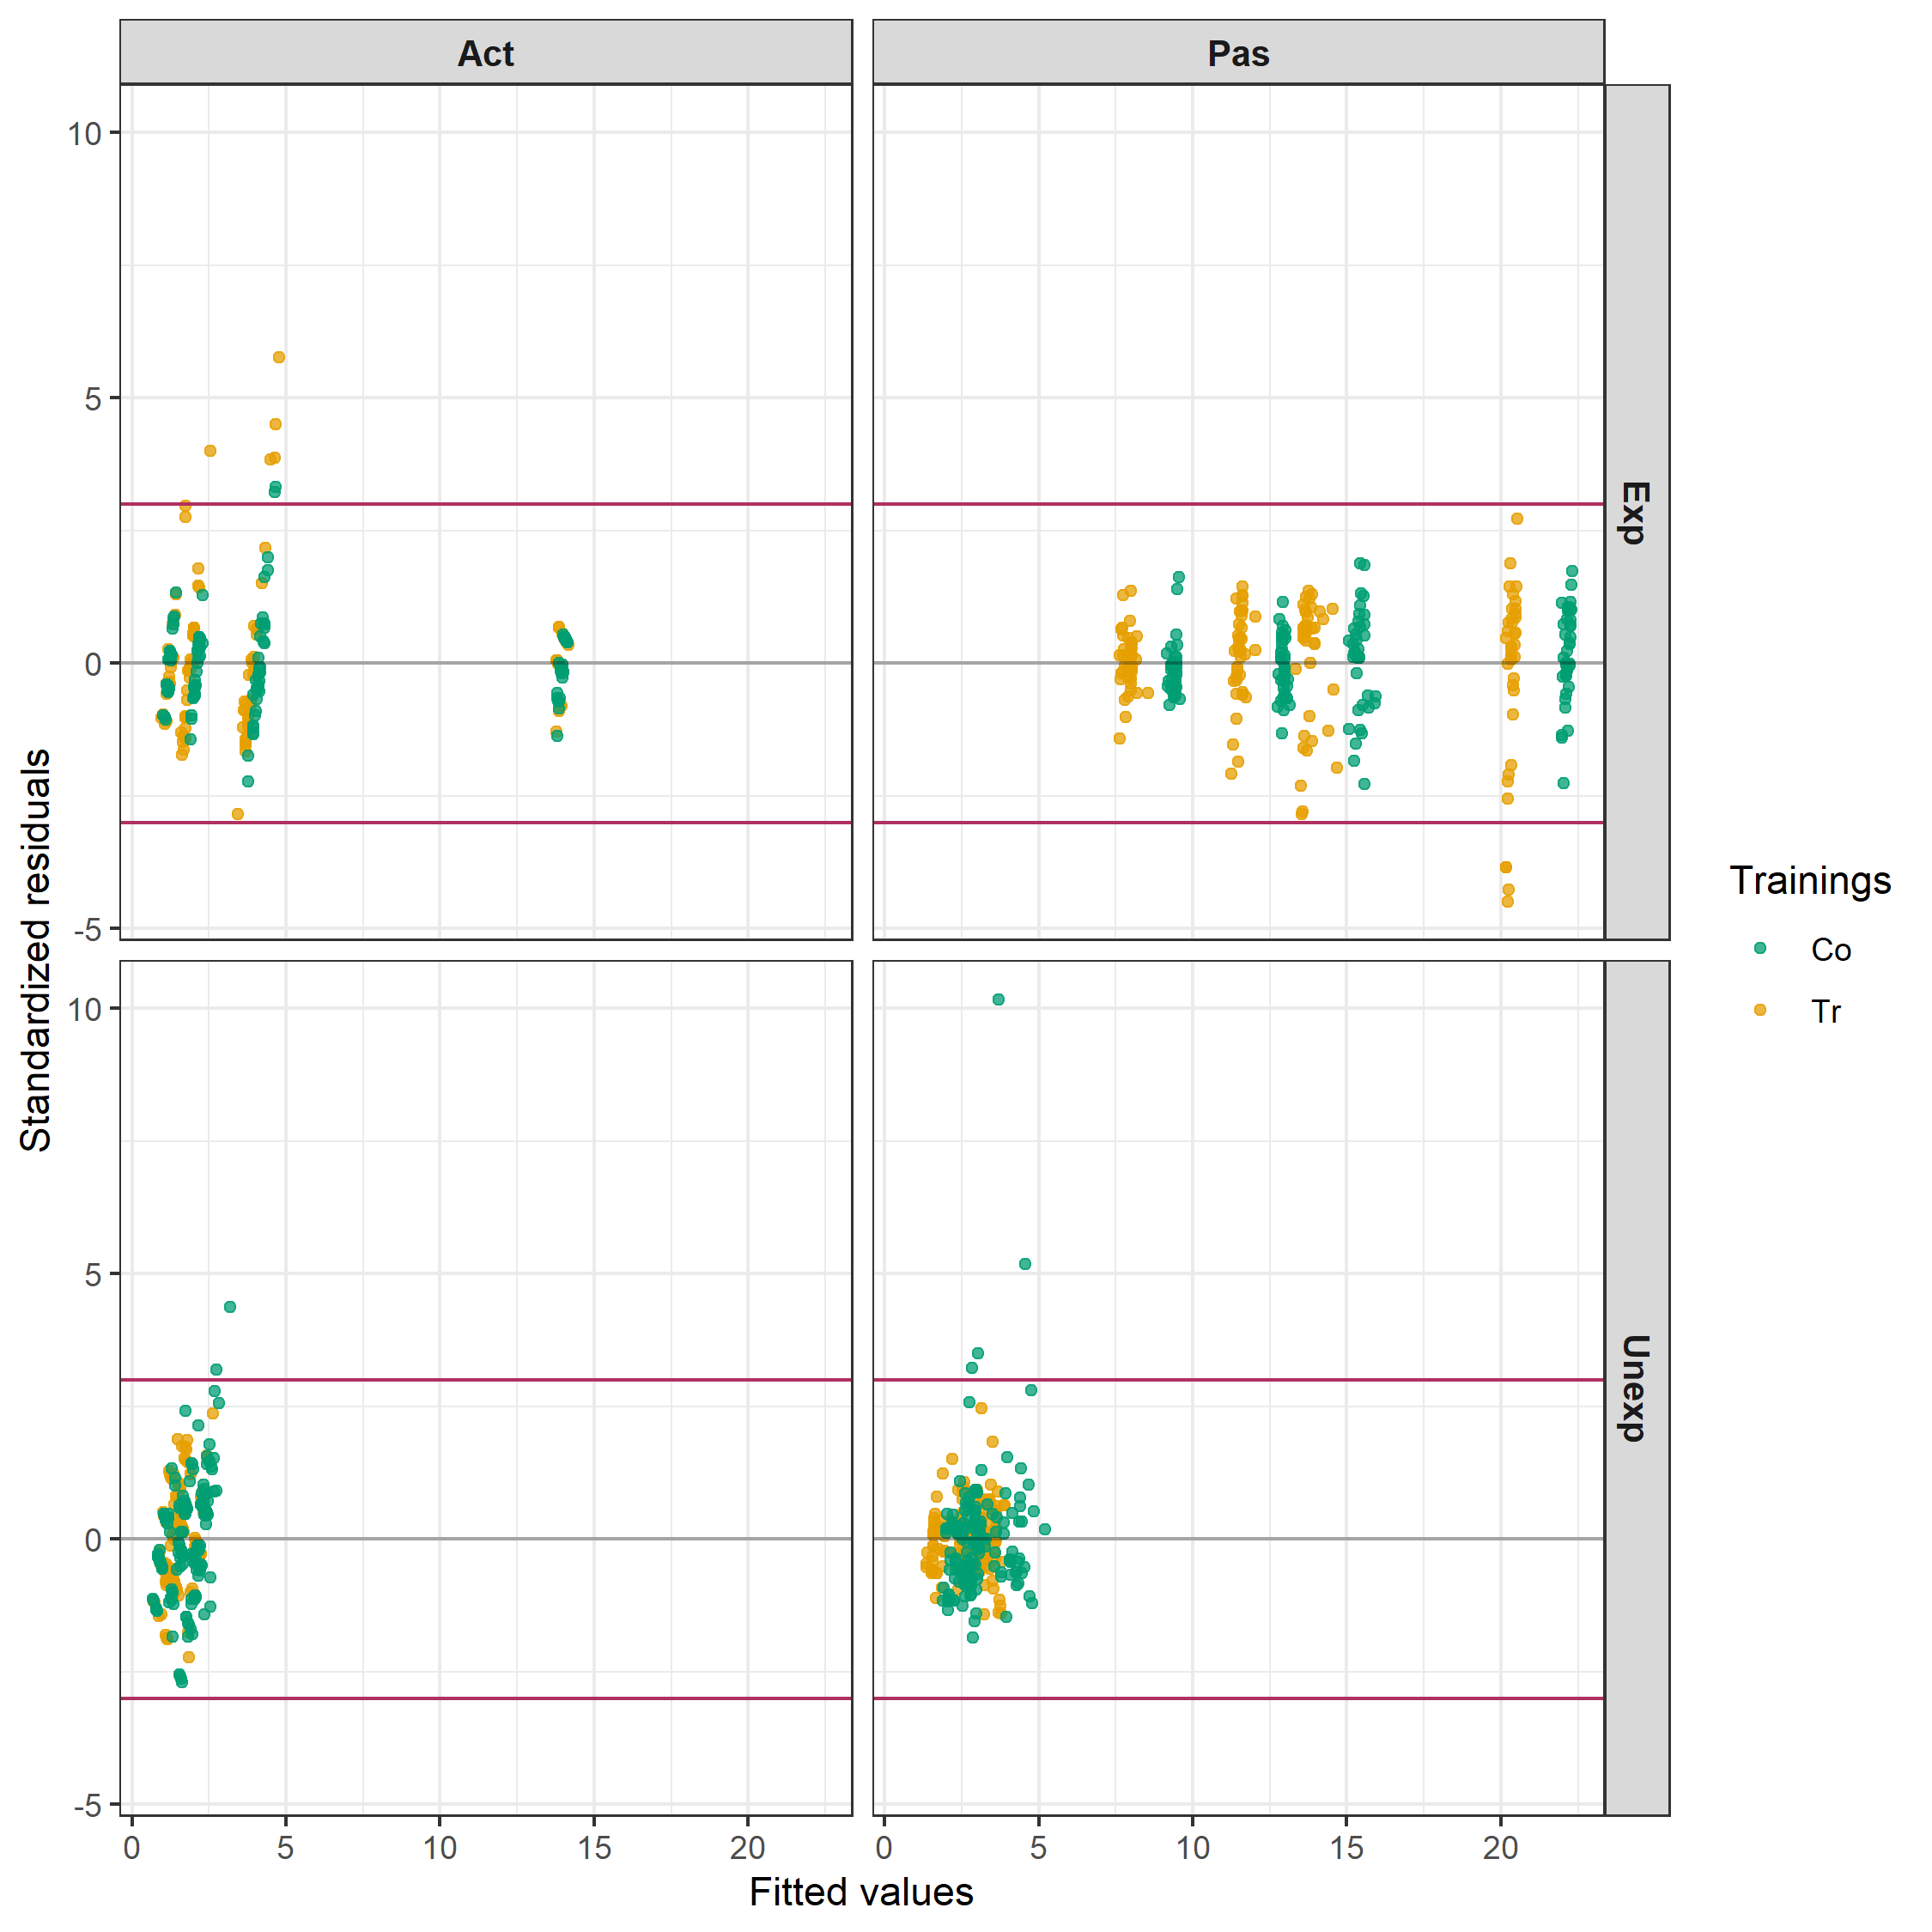 Act
Pas
10
5
0
-5
Exp
10
5
0
-5
Unexp
0
5
10
15
20
0
5
10
15
20
Fitted values
Standardized residuals
Trainings
Co
Tr